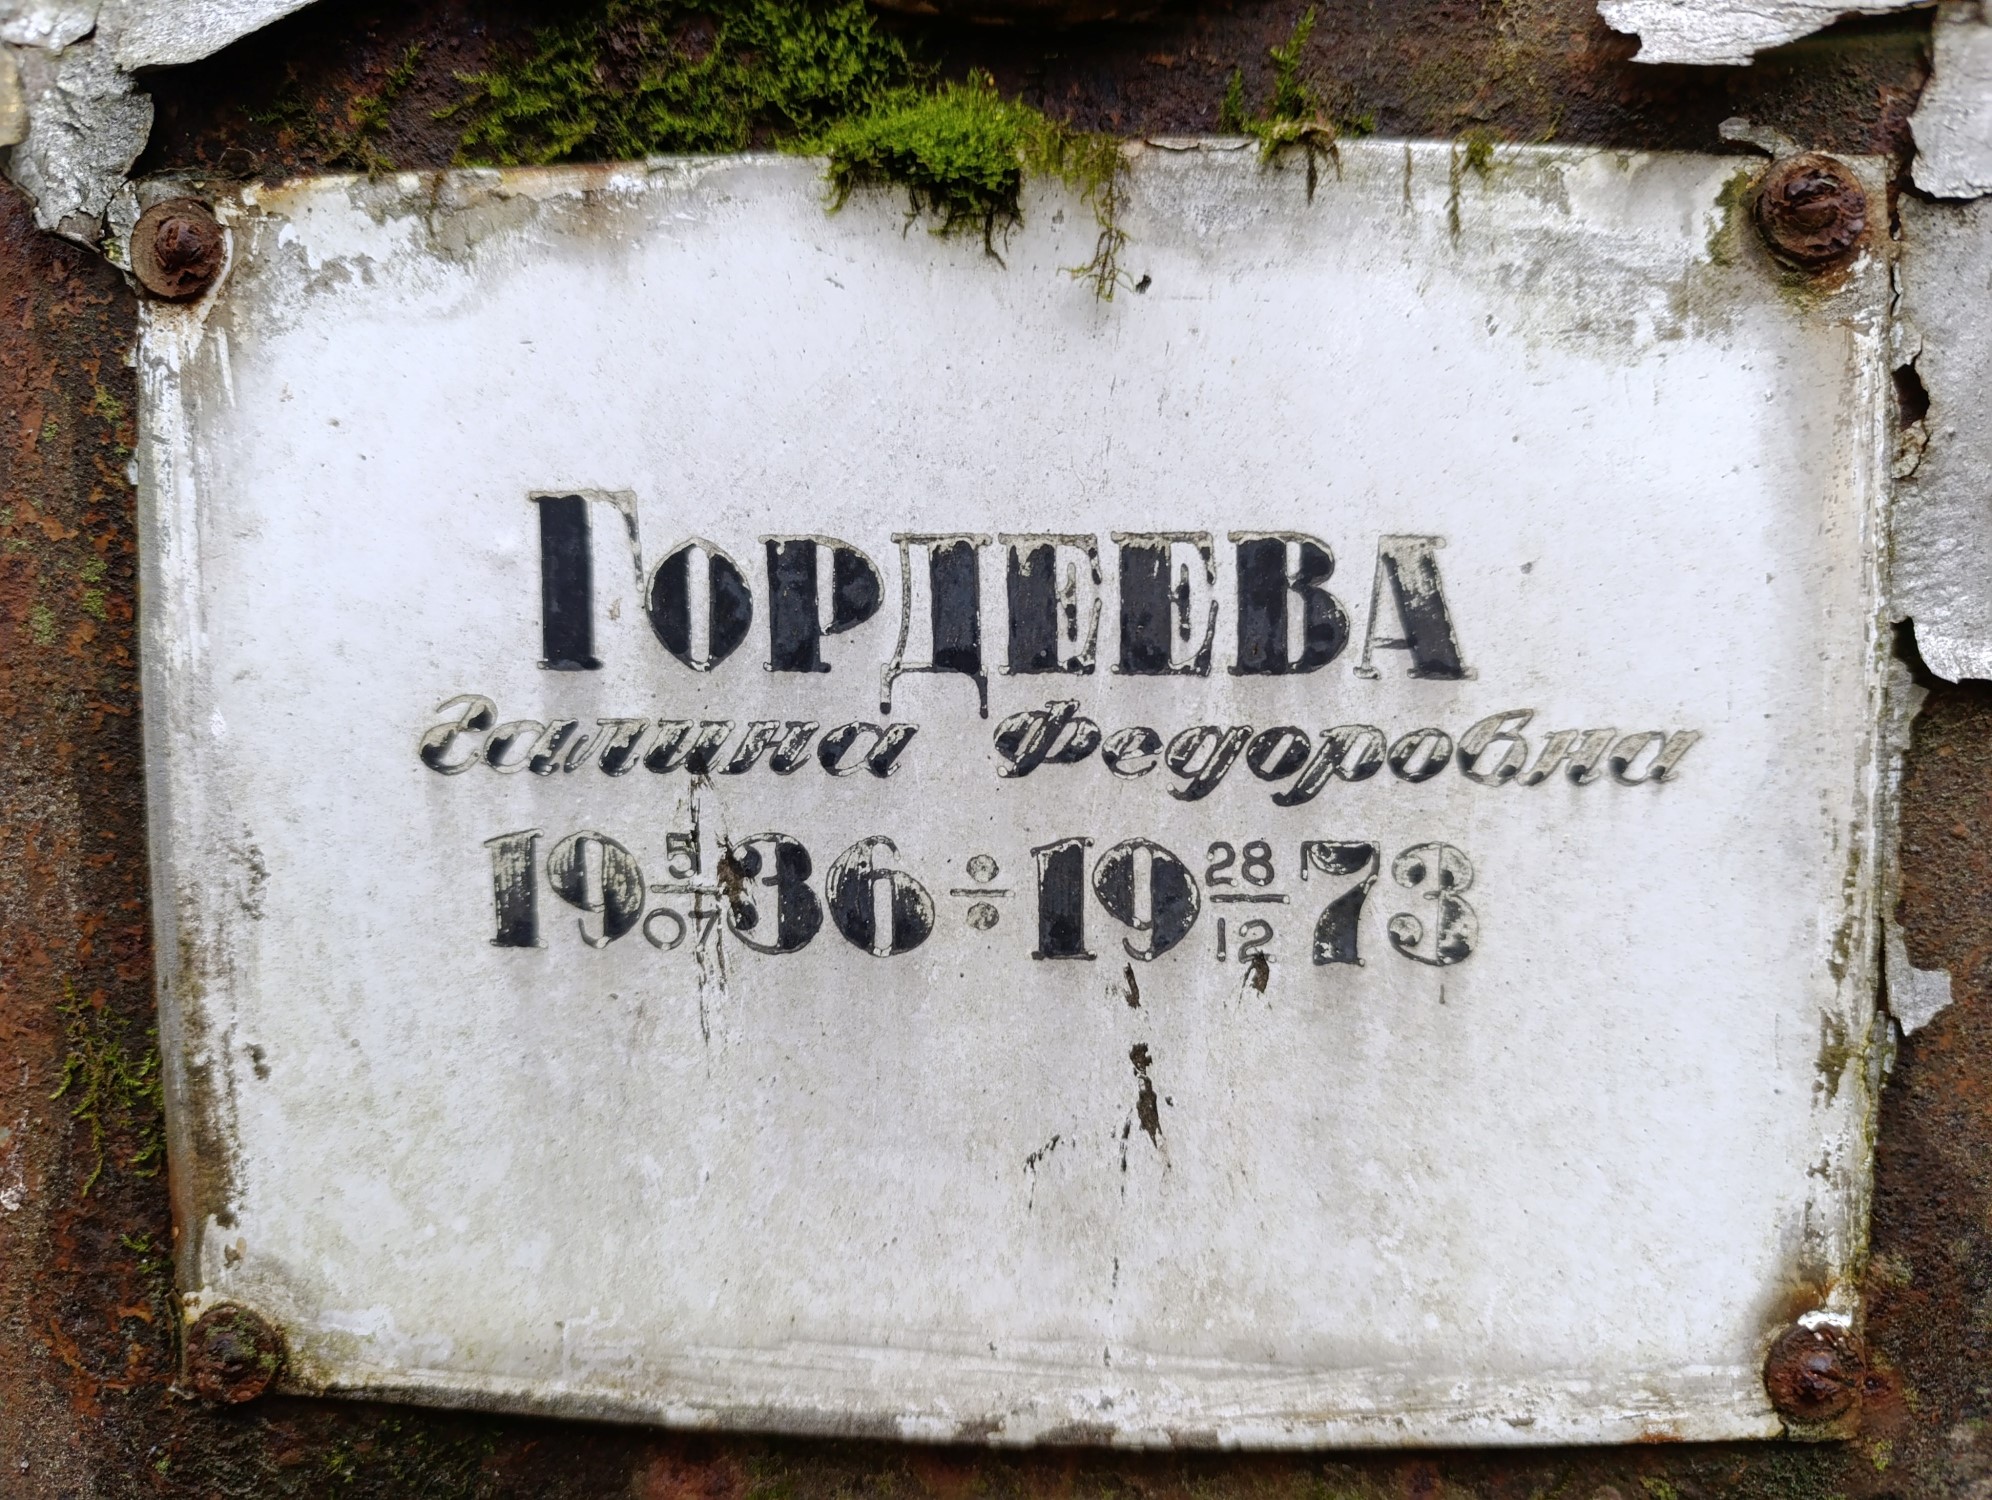 Гордеева
Галина Федоровна
19 5/07 36 ÷ 19 28/12 73